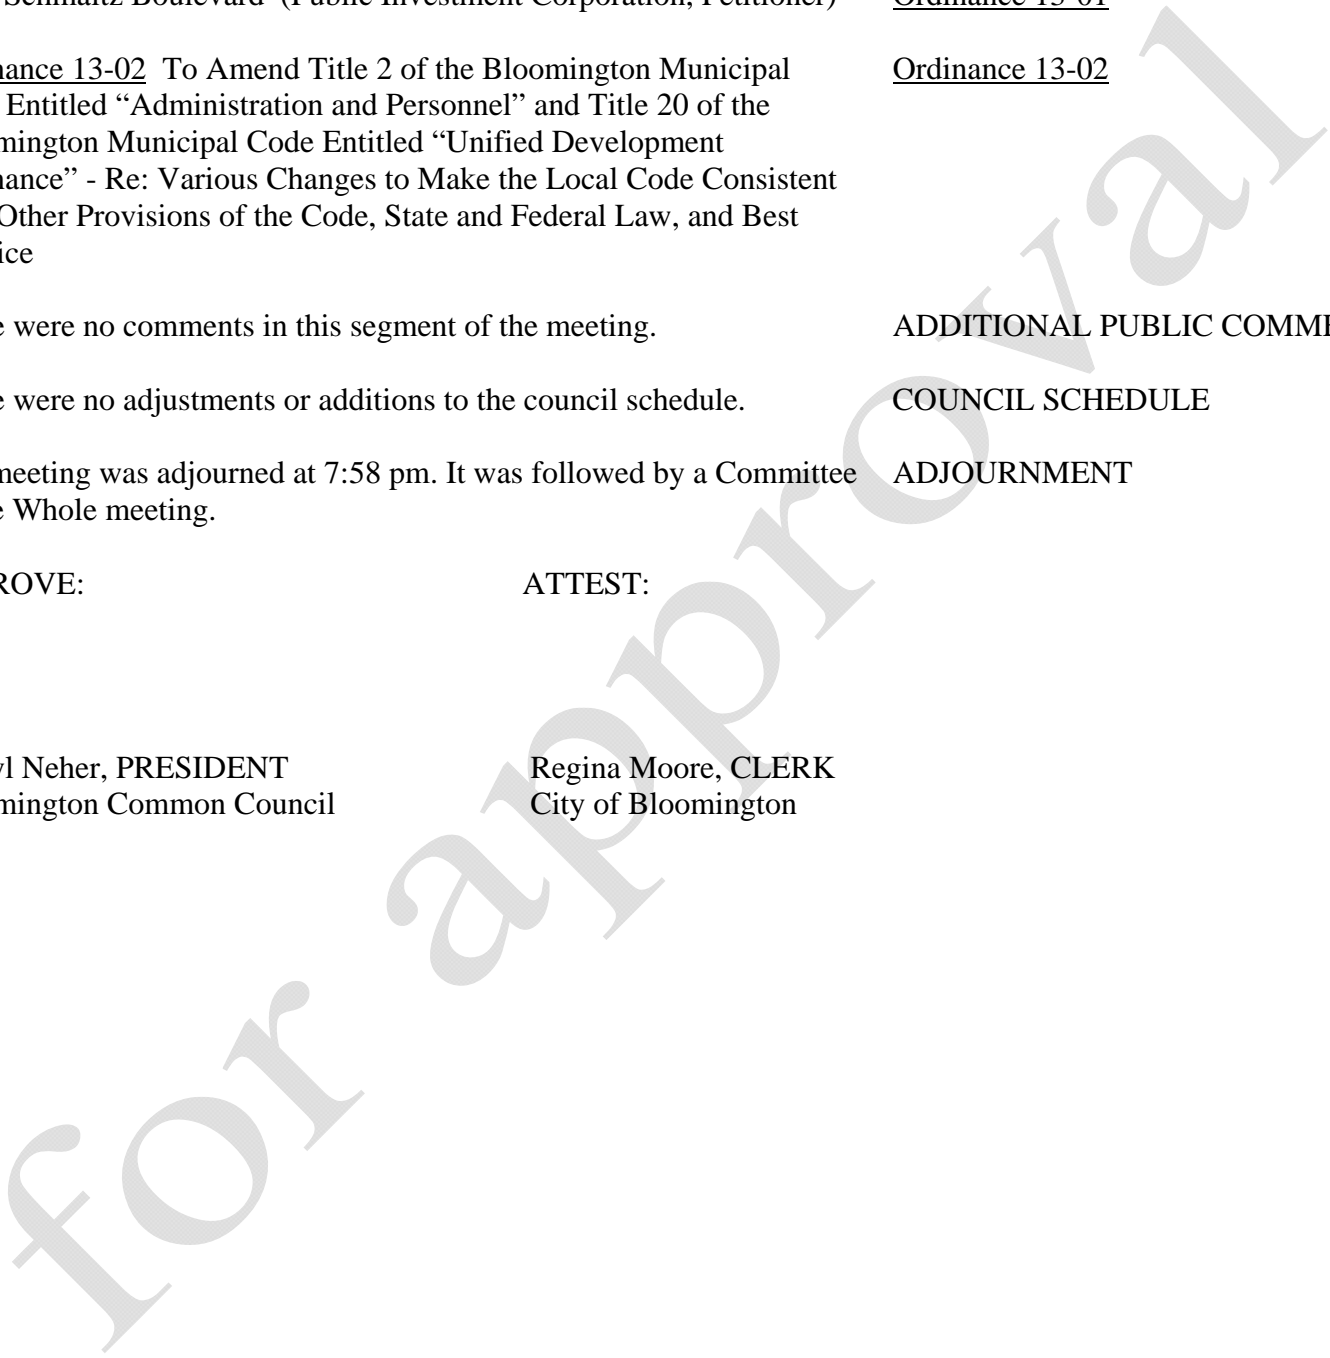 Schmaltz Boulevard (Public Investment Corporation, Petitioner) Ordinance 13-01
nance 13-02 To Amend Title 2 of the Bloomington Municipal Ordinance 13-02
Entitled “Administration and Personnel” and Title 20 of the
mington Municipal Code Entitled “Unified Development
nance” - Re: Various Changes to Make the Local Code Consistent
Other Provisions of the Code, State and Federal Law, and Best
ice
e were no comments in this segment of the meeting. ADDITIONAL PUBLIC COMME
e were no adjustments or additions to the council schedule. COUNCIL SCHEDULE
meeting was adjourned at 7:58 pm. It was followed by a Committee ADJOURNMENT
e Whole meeting.
ROVE: ATTEST:
yl Neher, PRESIDENT Regina Moore, CLERK
mington Common Council City of Bloomington
for approval